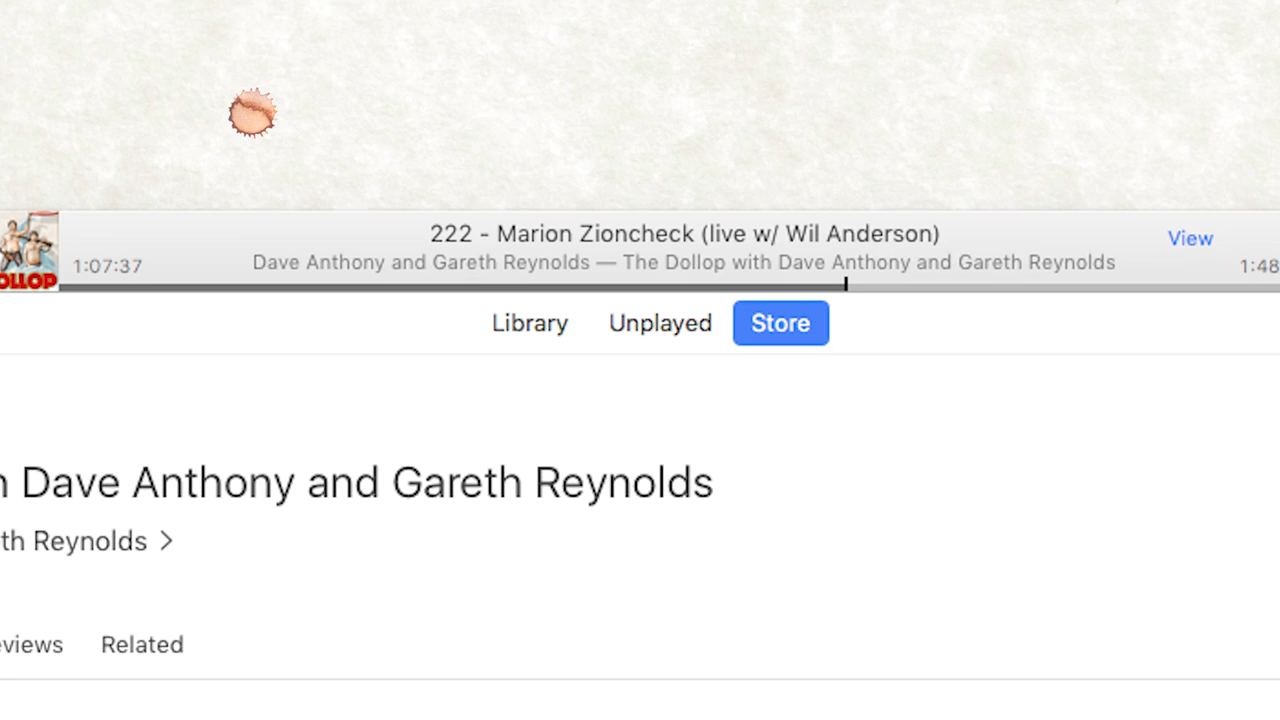 222 - Marion Zioncheck (live w/ Wil Anderson)
View
OLLOP
1:07:37
Dave Anthony and Gareth Reynolds — The Dollop with Dave Anthony and Gareth Reynolds
1:48
Library
Unplayed
Store
n Dave Anthony and Gareth Reynolds
th Reynolds >
eviews
Related